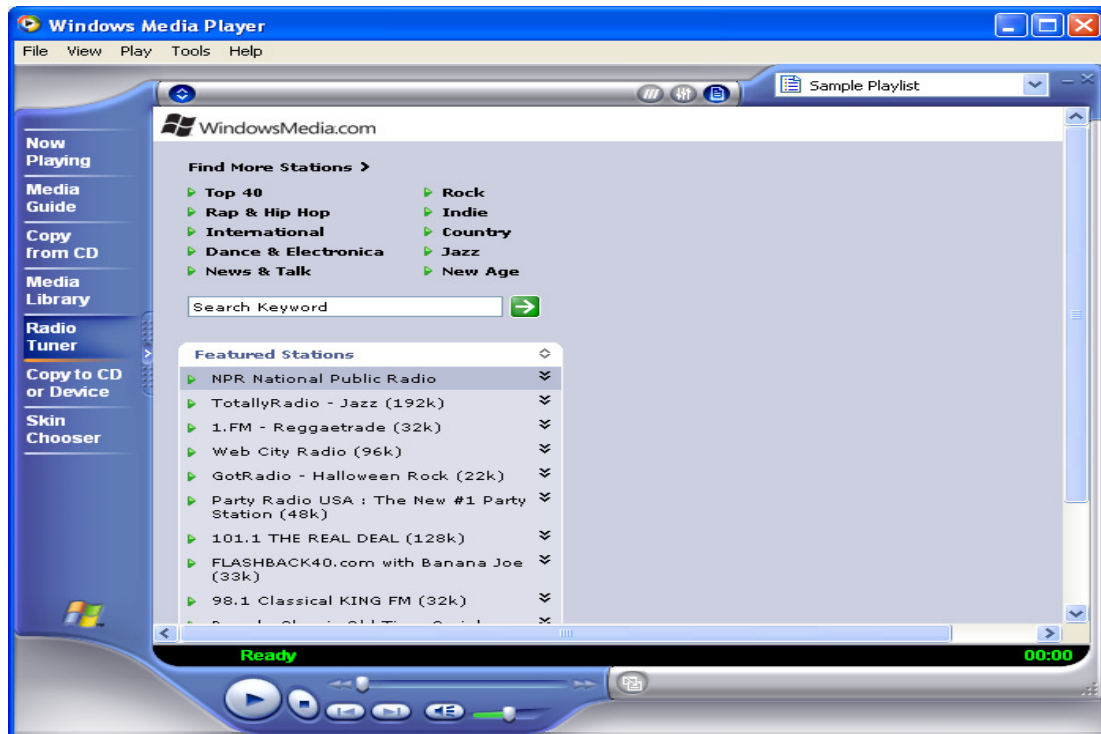 Windows Media Player
File View Play Tools Help
Sample Playlist
Now
Playing
Media
Guide
Copy
from CD
Media
Library
Radio
Tuner
Copy to CD
or Device
Skin
Chooser
WindowsMedia.com
Find More Stations >
Top 40
Rap & Hip Hop
International
Dance & Electronica
News & Talk
Rock
Indie
Country
Jazz
New Age
Search Keyword
Featured Stations
NPR National Public Radio
TotallyRadio - Jazz (192k)
1.FM - Reggaetrade (32k)
Web City Radio (96k)
GotRadio - Halloween Rock (22k)
Party Radio USA : The New #1 Party
Station (48k)
101.1 THE REAL DEAL (128k)
FLASHBACK40.com with Banana Joe
(33k)
98.1 Classical KING FM (32k)
Ready
00:00